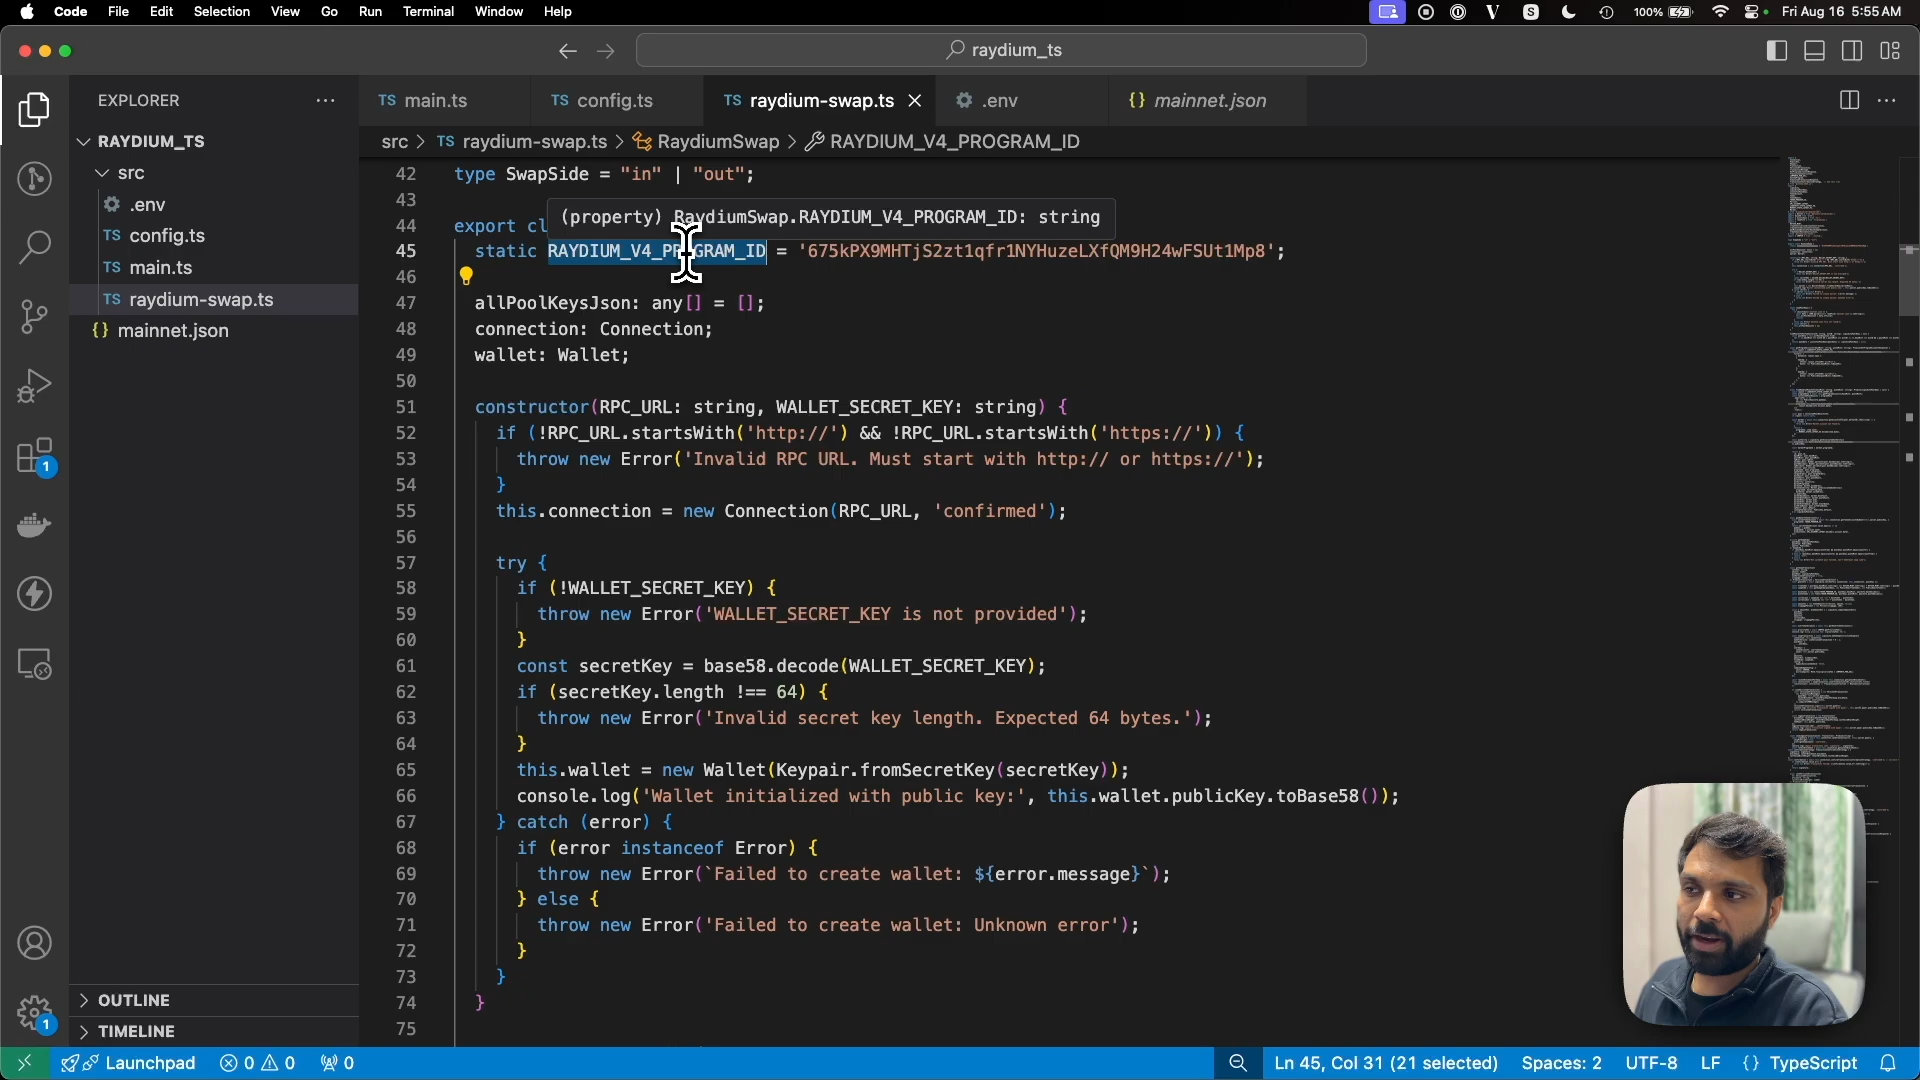 Code File Edit Selection View Go Run Terminal Window Help
100% Fri Aug 16 5:55 AM
raydium_ts
EXPLORER
TS main.ts
TS config.ts
TS raydium-swap.ts
.env
{} mainnet.json
src > TS raydium-swap.ts > RaydiumSwap > RAYDIUM_V4_PROGRAM_ID
RAYDIUM_TS
src
.env
TS config.ts
TS main.ts
TS raydium-swap.ts
{} mainnet.json
42 type SwapSide = "in" | "out";
43
(property) RaydiumSwap.RAYDIUM_V4_PROGRAM_ID: string
44 export cl
45 static RAYDIUM_V4_PROGRAM_ID = '675kPX9MHTjS2zt1qfr1NYHuzeLXfQM9H24wFSUt1Mp8';
46
47 allPoolKeysJson: any[] = [];
48 connection: Connection;
49 wallet: Wallet;
50
51 constructor(RPC_URL: string, WALLET_SECRET_KEY: string) {
52 if (!RPC_URL.startsWith('http://') && !RPC_URL.startsWith('https://')) {
53 throw new Error('Invalid RPC URL. Must start with http:// or https://');
54 }
55 this.connection = new Connection(RPC_URL, 'confirmed');
56
57 try {
58 if (!WALLET_SECRET_KEY) {
59 throw new Error('WALLET_SECRET_KEY is not provided');
60 }
61 const secretKey = base58.decode(WALLET_SECRET_KEY);
62 if (secretKey.length !== 64) {
63 throw new Error('Invalid secret key length. Expected 64 bytes.');
64 }
65 this.wallet = new Wallet(Keypair.fromSecretKey(secretKey));
66 console.log('Wallet initialized with public key:', this.wallet.publicKey.toBase58());
67 } catch (error) {
68 if (error instanceof Error) {
69 throw new Error(`Failed to create wallet: ${error.message}`);
70 } else {
71 throw new Error('Failed to create wallet: Unknown error');
72 }
73 }
74 }
75
1
1
OUTLINE
TIMELINE
Launchpad 0 0 0
Ln 45, Col 31 (21 selected) Spaces: 2 UTF-8 LF {} TypeScript